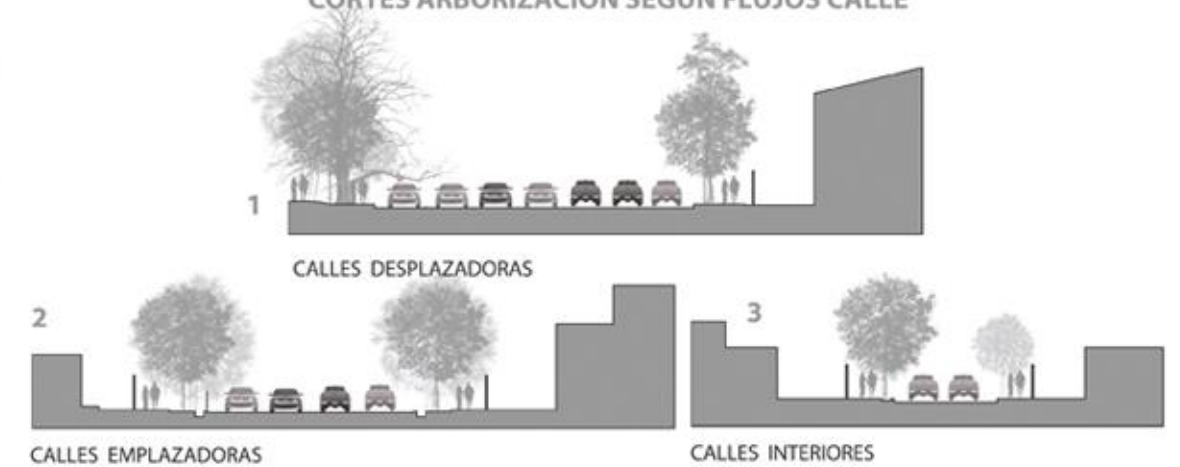 CORTES ARBORIZACIÓN SEGÚN FLUJOS CALLE
1
CALLES DESPLAZADORAS
2
3
CALLES EMPLAZADORAS
CALLES INTERIORES